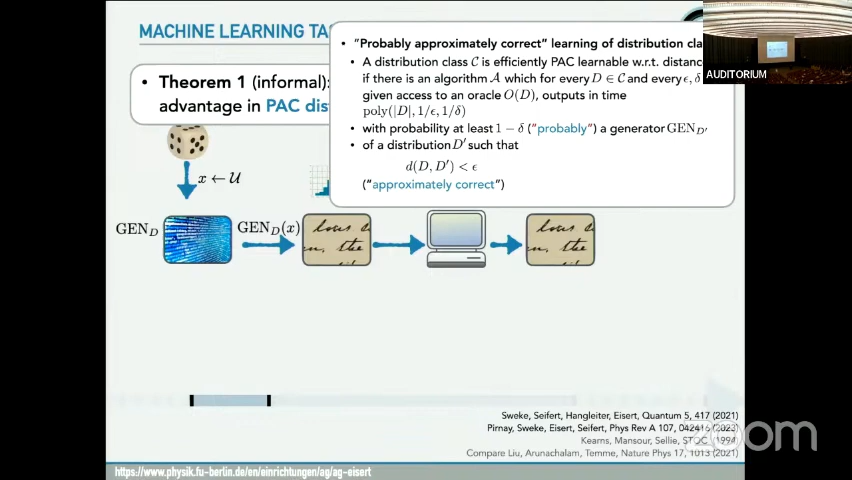 MACHINE LEARNING TA
• Theorem 1 (informal):
advantage in PAC dis
• "Probably approximately correct" learning of distribution cla
• A distribution class 𝒞 is efficiently PAC learnable w.r.t. distance
if there is an algorithm 𝒜 which for every D ∈ 𝒞 and every ϵ, δ
given access to an oracle O(D), outputs in time
poly(|D|, 1/ϵ, 1/δ)
• with probability at least 1 − δ ("probably") a generator GEN_D′
• of a distribution D′ such that
d(D, D′) < ϵ
("approximately correct")
AUDITORIUM
x ← 𝒰
GEN_D
GEN_D(x)
Sweke, Seifert, Hangleiter, Eisert, Quantum 5, 417 (2021)
Pirnay, Sweke, Eisert, Seifert, Phys Rev A 107, 042416 (2023)
Kearns, Mansour, Sellie, STOC (1994)
Compare Liu, Arunachalam, Temme, Nature Phys 17, 1013 (2021)
zoom
https://www.physik.fu-berlin.de/en/einrichtungen/ag/ag-eisert